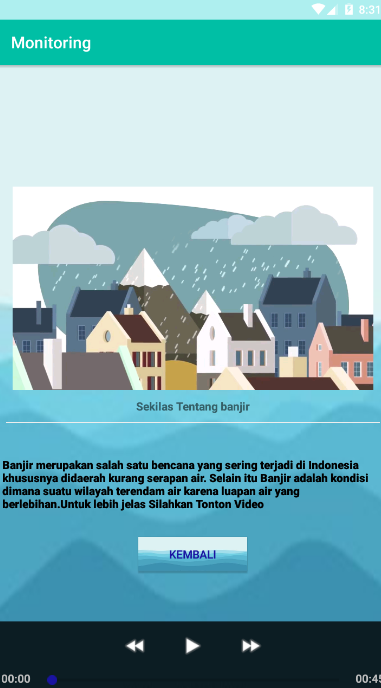 8:31
Monitoring
Sekilas Tentang banjir
Banjir merupakan salah satu bencana yang sering terjadi di Indonesia
khususnya didaerah kurang serapan air. Selain itu Banjir adalah kondisi
dimana suatu wilayah terendam air karena luapan air yang
berlebihan.Untuk lebih jelas Silahkan Tonton Video
KEMBALI
00:00 00:45